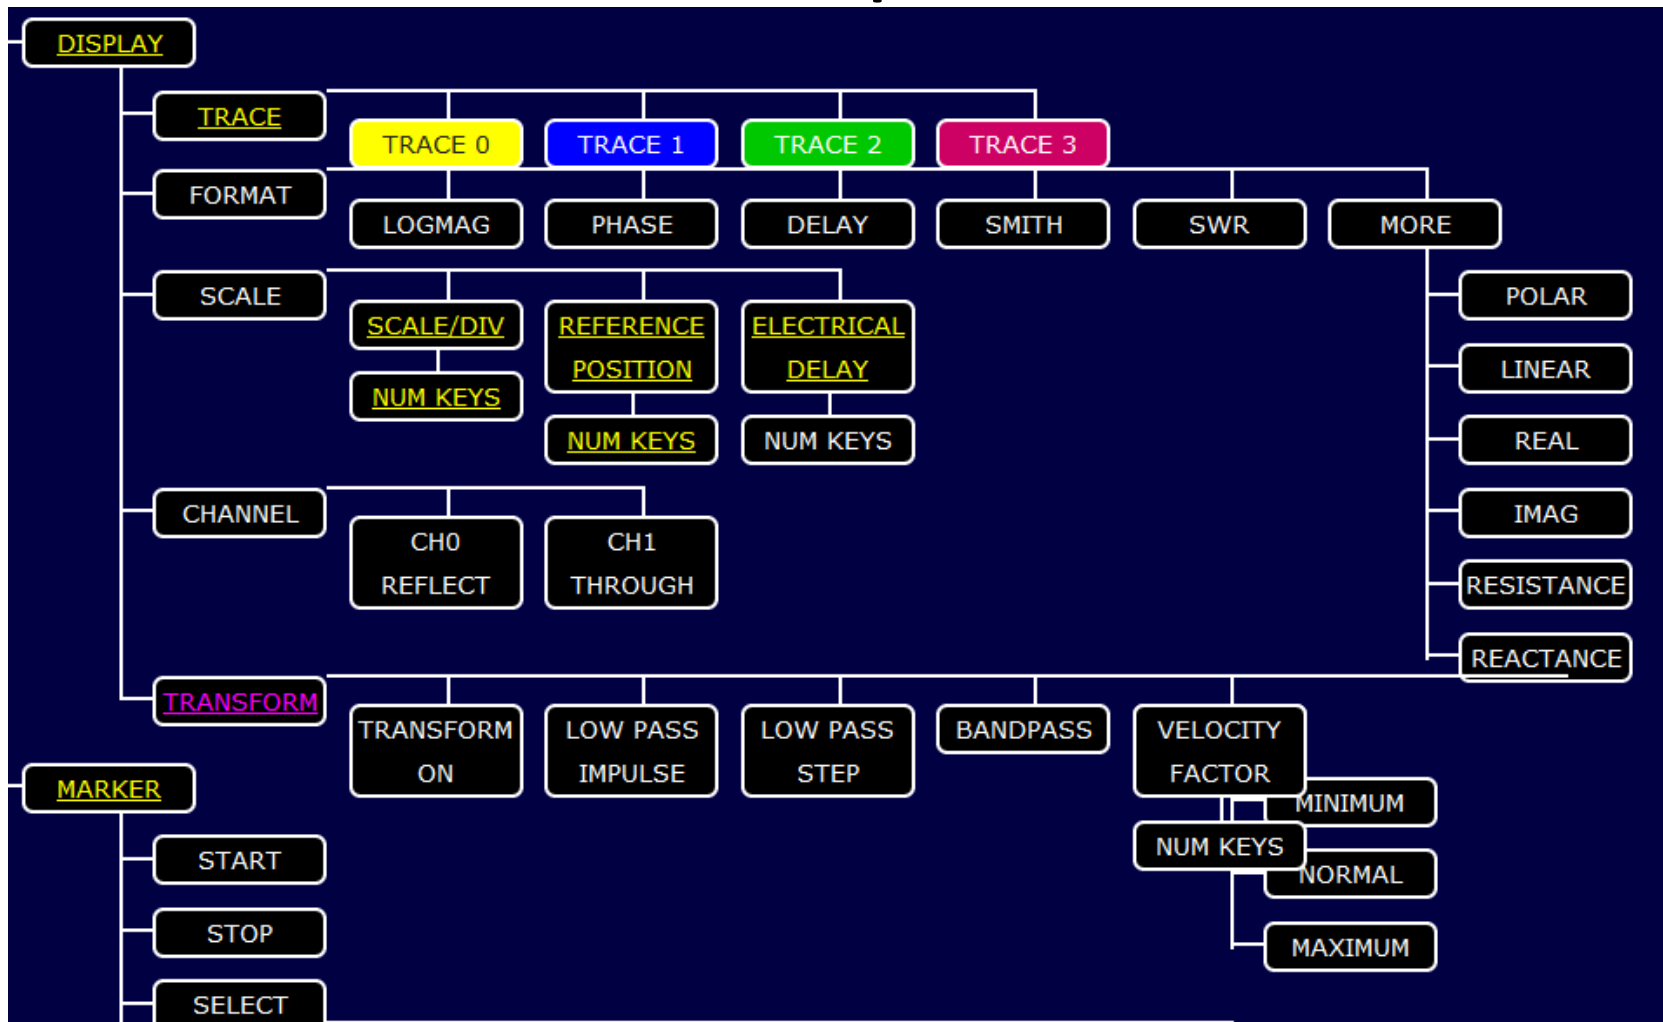 DISPLAY
TRACE
TRACE 0
TRACE 1
TRACE 2
TRACE 3
FORMAT
LOGMAG
PHASE
DELAY
SMITH
SWR
MORE
POLAR
LINEAR
REAL
IMAG
RESISTANCE
REACTANCE
SCALE
SCALE/DIV
NUM KEYS
REFERENCE
POSITION
NUM KEYS
ELECTRICAL
DELAY
NUM KEYS
CHANNEL
CH0
REFLECT
CH1
THROUGH
TRANSFORM
TRANSFORM
ON
LOW PASS
IMPULSE
LOW PASS
STEP
BANDPASS
VELOCITY
FACTOR
NUM KEYS
MINIMUM
NORMAL
MAXIMUM
MARKER
START
STOP
SELECT